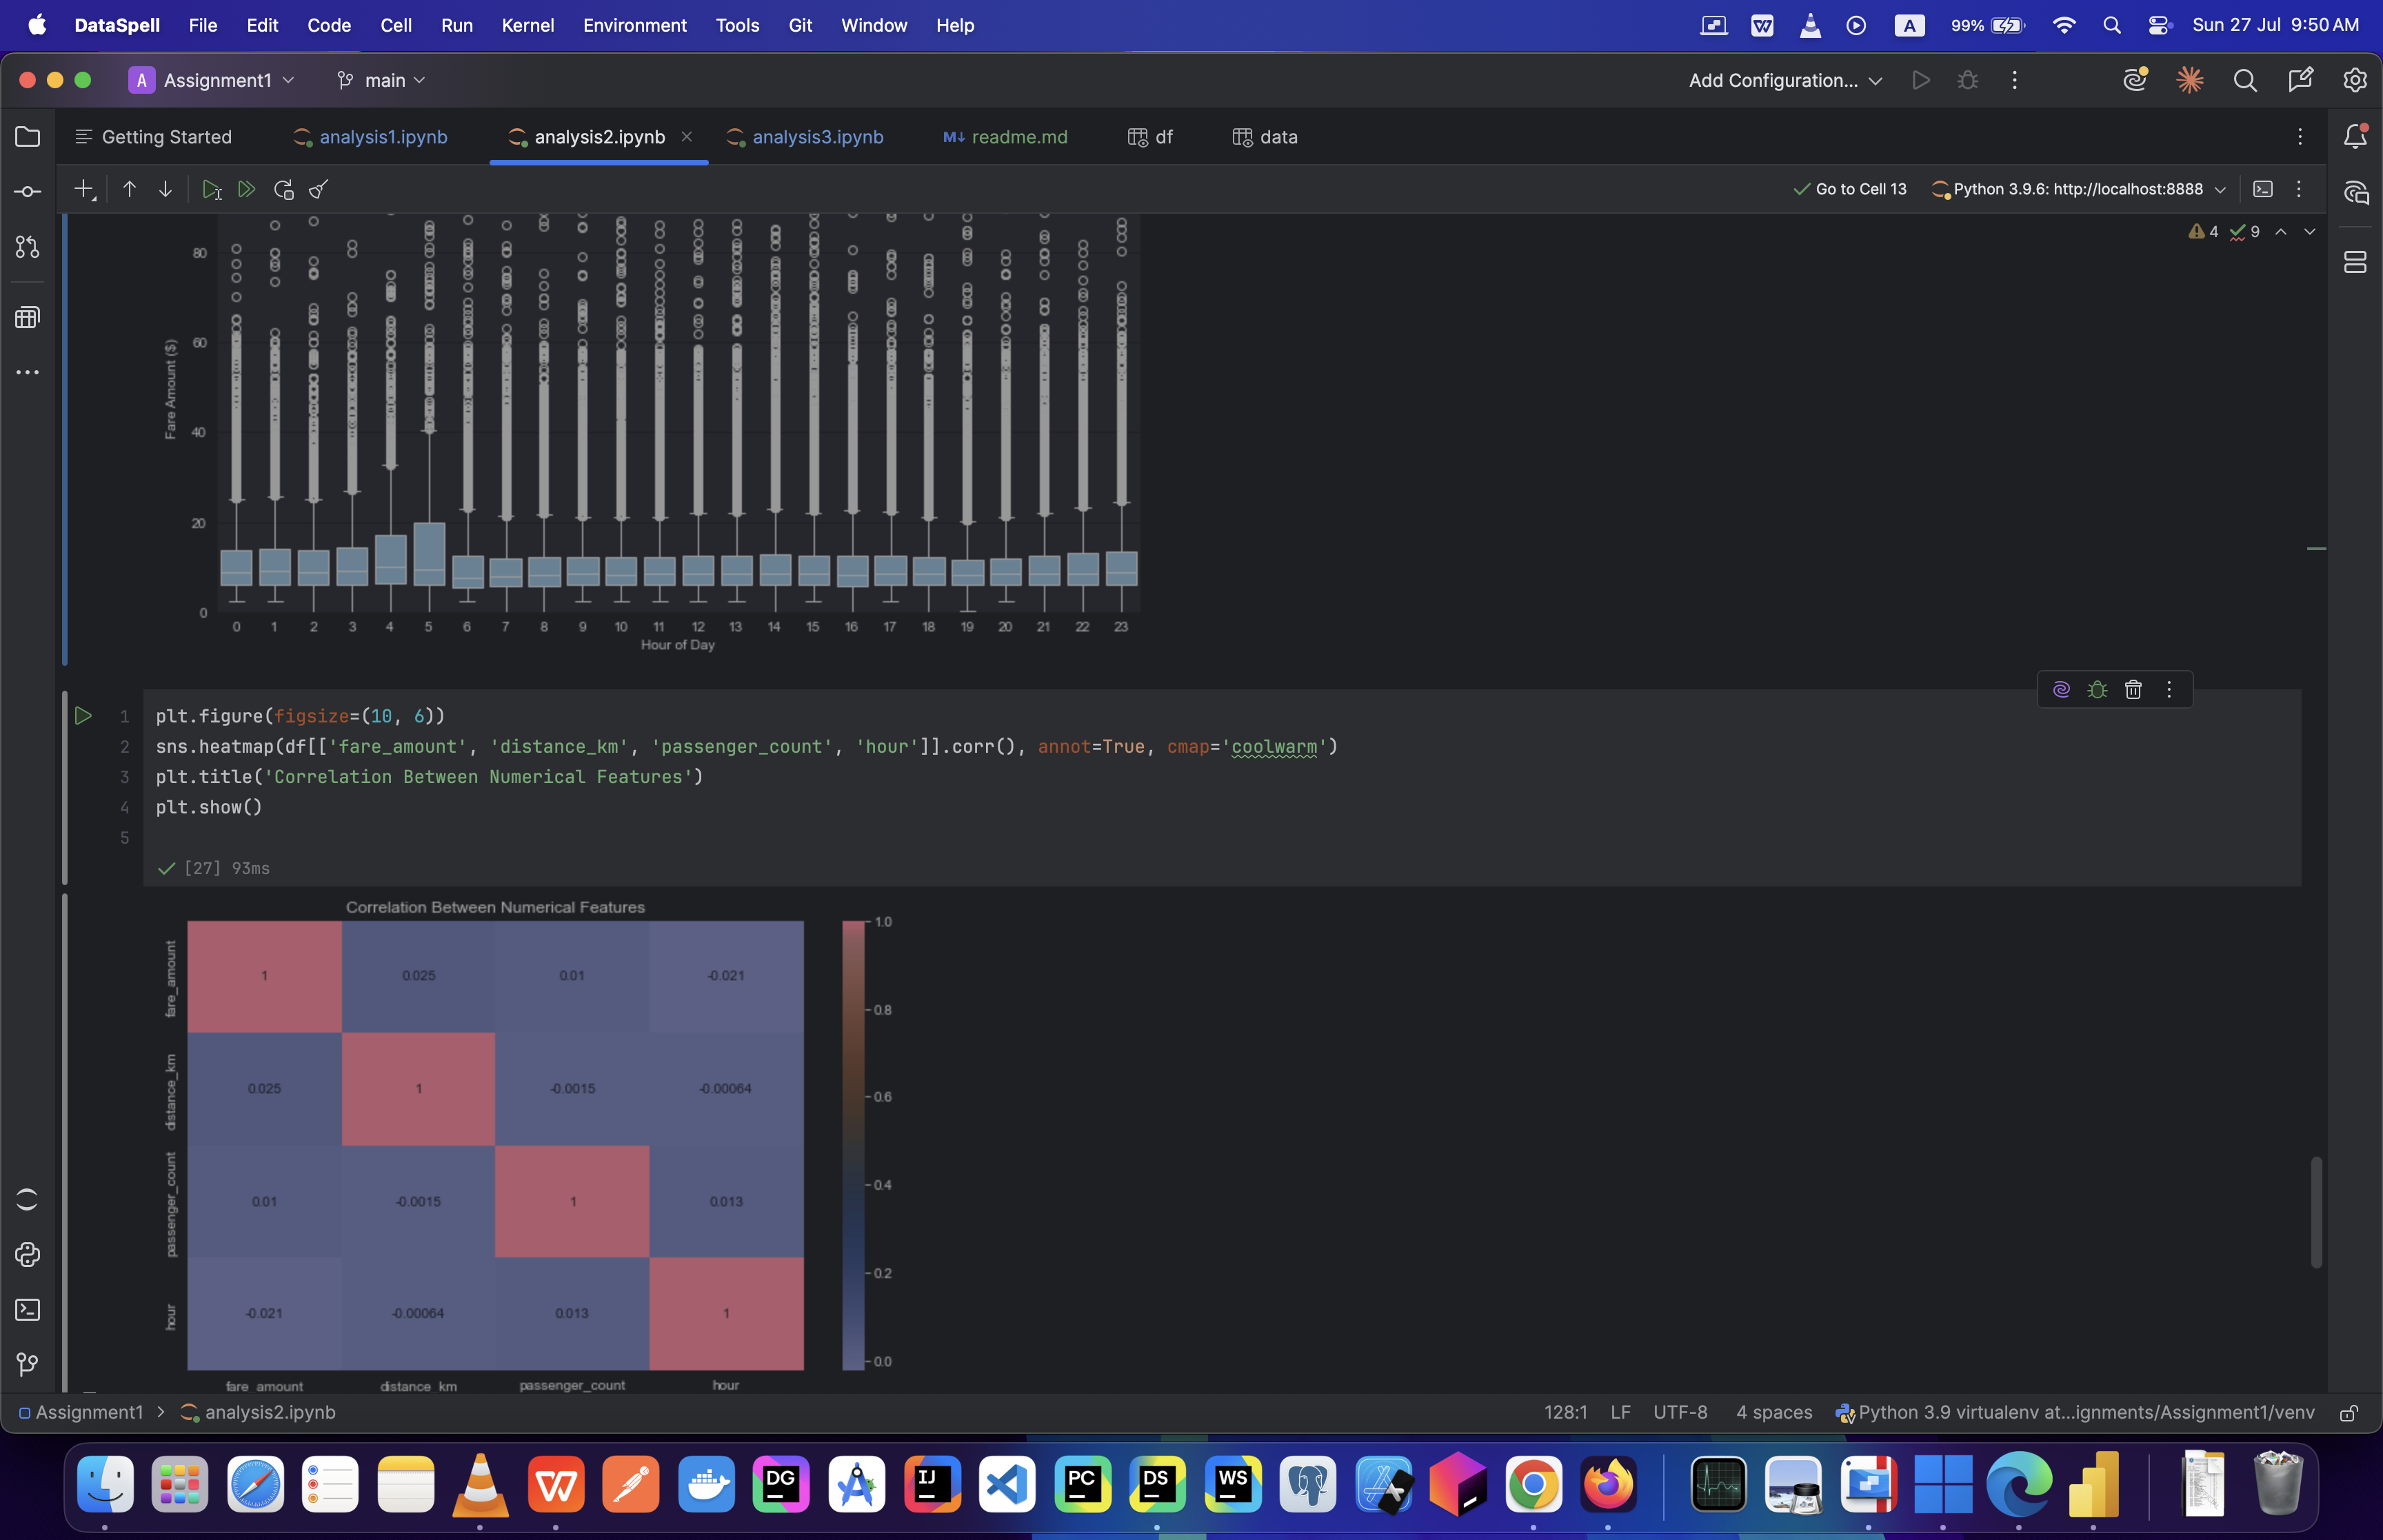 DataSpell File Edit Code Cell Run Kernel Environment Tools Git Window Help A 99% Sun 27 Jul 9:50 AM
A Assignment1 main Add Configuration...
Getting Started analysis1.ipynb analysis2.ipynb analysis3.ipynb M↓ readme.md df data
Go to Cell 13 Python 3.9.6: http://localhost:8888
4 9
80
60
40
20
0
Fare Amount ($)
0 1 2 3 4 5 6 7 8 9 10 11 12 13 14 15 16 17 18 19 20 21 22 23
Hour of Day
1 plt.figure(figsize=(10, 6))
2 sns.heatmap(df[['fare_amount', 'distance_km', 'passenger_count', 'hour']].corr(), annot=True, cmap='coolwarm')
3 plt.title('Correlation Between Numerical Features')
4 plt.show()
5
[27] 93ms
Correlation Between Numerical Features
fare_amount 1 0.025 0.01 -0.021
distance_km 0.025 1 -0.0015 -0.00064
passenger_count 0.01 -0.0015 1 0.013
hour -0.021 -0.00064 0.013 1
fare_amount distance_km passenger_count hour
1.0
0.8
0.6
0.4
0.2
0.0
Assignment1 > analysis2.ipynb 128:1 LF UTF-8 4 spaces Python 3.9 virtualenv at...ignments/Assignment1/venv
DG IJ PC DS WS